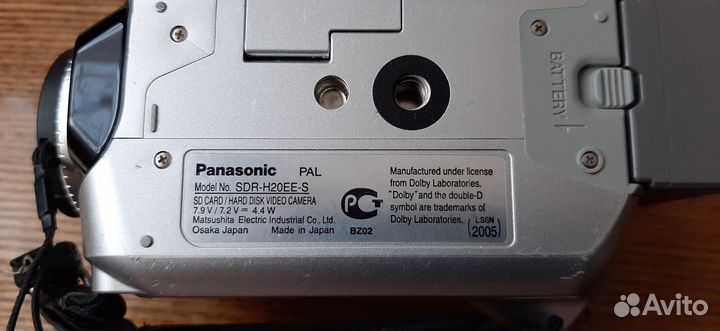 BATTERY
Panasonic PAL
Model No. SDR-H20EE-S
SD CARD / HARD DISK VIDEO CAMERA
7.9 V / 7.2 V ⎓ 4.4 W
Matsushita Electric Industrial Co., Ltd.
Osaka Japan Made in Japan
PCT
BZ02
Manufactured under license
from Dolby Laboratories.
"Dolby" and the double-D
symbol are trademarks of
Dolby Laboratories.
LSQN
2005
Avito